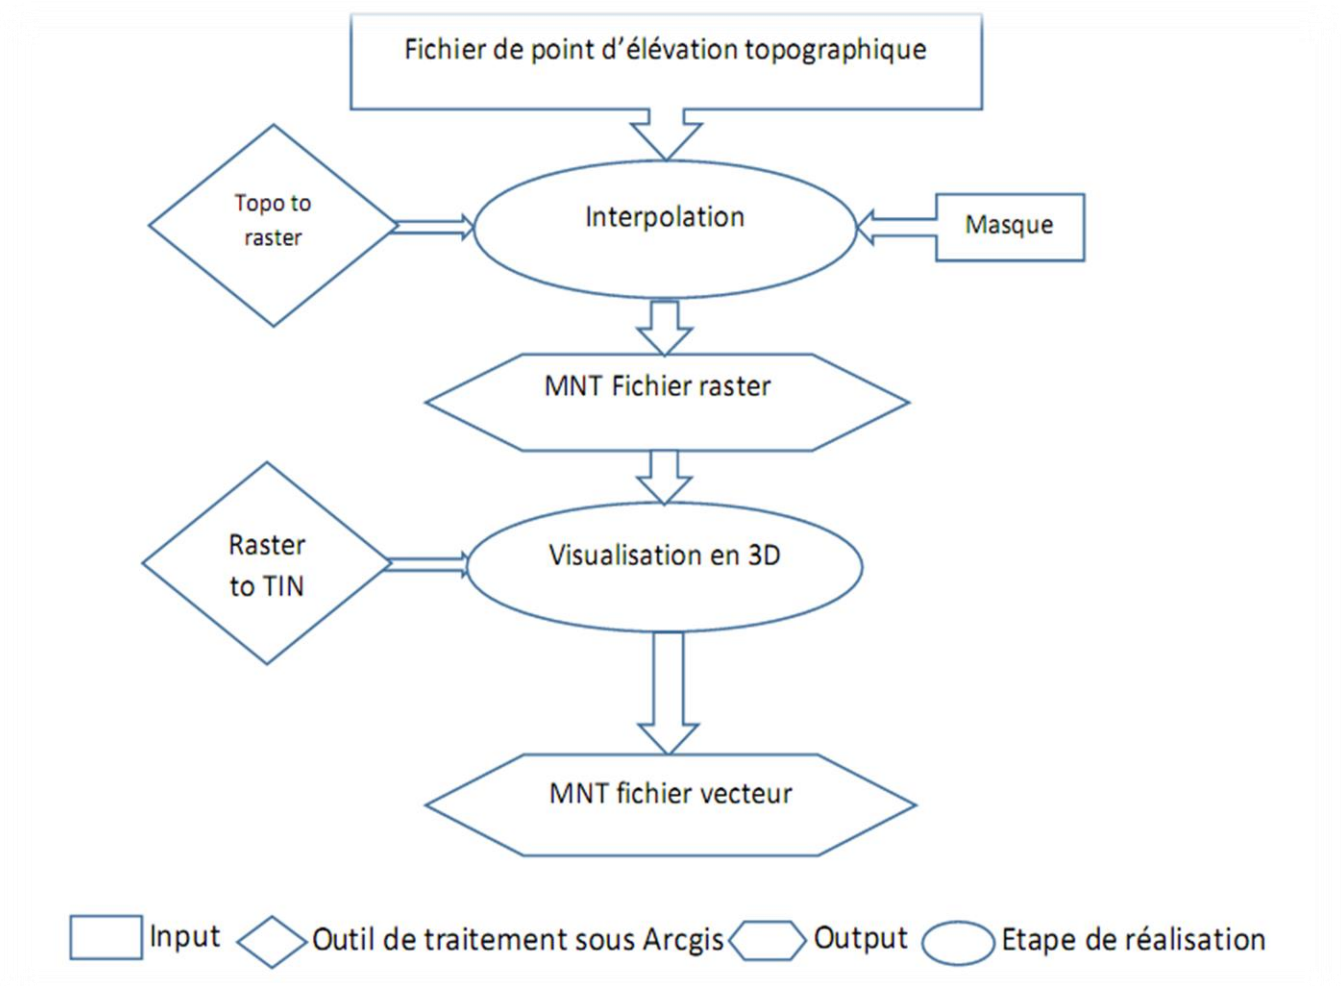 Fichier de point d'élévation topographique
Topo to
raster
Interpolation
Masque
MNT Fichier raster
Raster
to TIN
Visualisation en 3D
MNT fichier vecteur
Input
Outil de traitement sous Arcgis
Output
Etape de réalisation